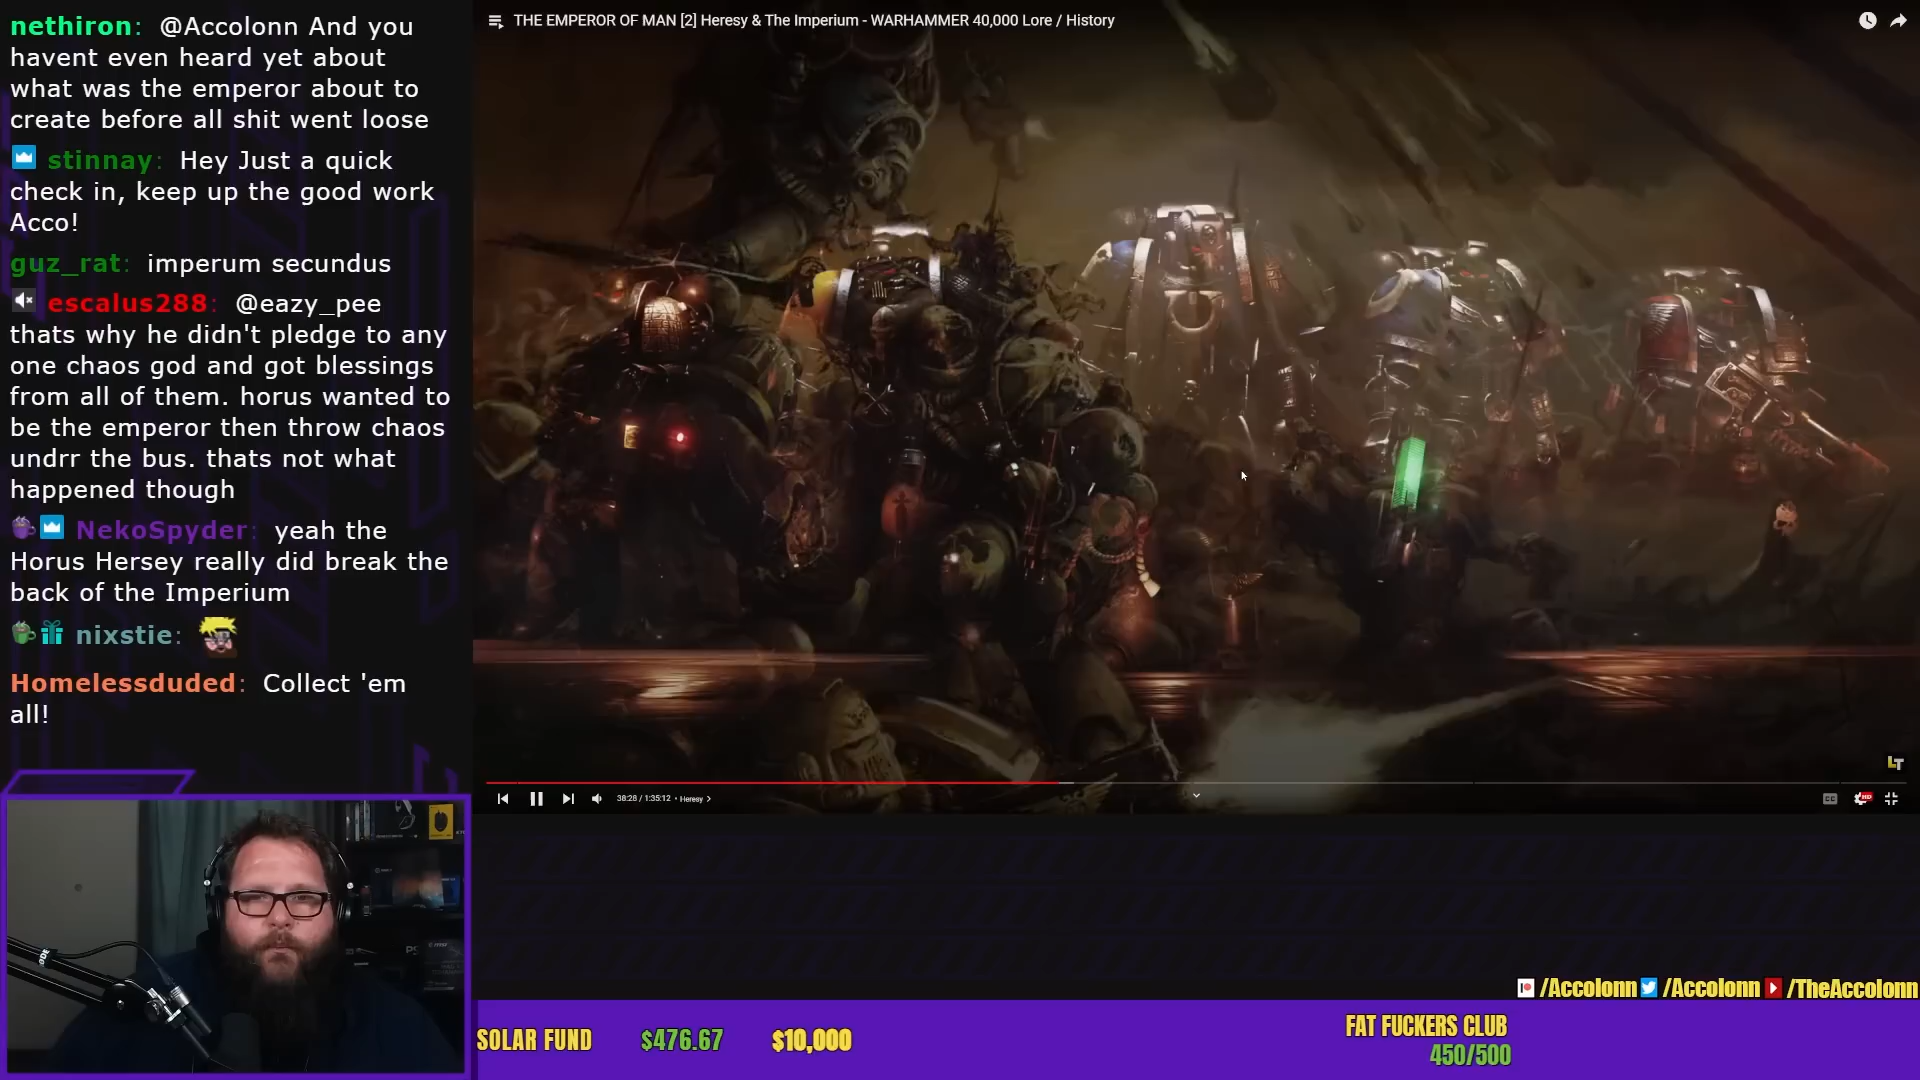 nethiron: @Accolonn And you
havent even heard yet about
what was the emperor about to
create before all shit went loose
stinnay: Hey Just a quick
check in, keep up the good work
Acco!
guz_rat: imperum secundus
escalus288: @eazy_pee
thats why he didn't pledge to any
one chaos god and got blessings
from all of them. horus wanted to
be the emperor then throw chaos
undrr the bus. thats not what
happened though
NekoSpyder: yeah the
Horus Hersey really did break the
back of the Imperium
nixstie:
Homelessduded: Collect 'em
all!
THE EMPEROR OF MAN [2] Heresy & The Imperium - WARHAMMER 40,000 Lore / History
LT
38:28 / 1:35:12 • Heresy >
CC
HD
/Accolonn /Accolonn /TheAccolonn
SOLAR FUND $476.67 $10,000
FAT FUCKERS CLUB
450/500